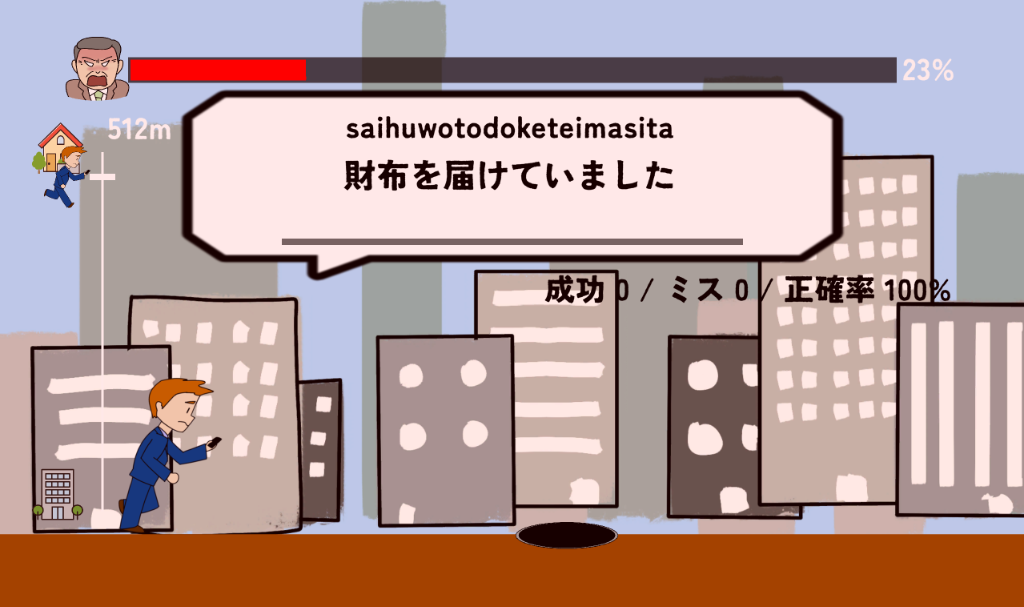 23%
512m
saihuwotodoketeimasita
財布を届けていました
成功 0 / ミス 0 / 正確率 100%